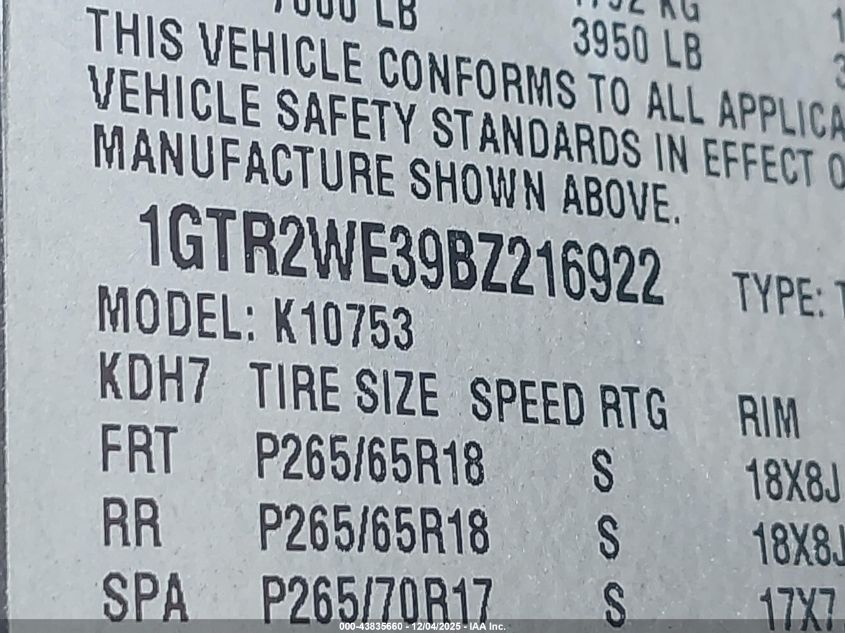 7000 LB 3950 LB
THIS VEHICLE CONFORMS TO ALL
VEHICLE SAFETY STANDARDS IN EFFECT
MANUFACTURE SHOWN ABOVE.
1GTR2WE39BZ216922 TYPE:
MODEL: K10753
KDH7 TIRE SIZE SPEED RTG RIM
FRT P265/65R18 S 18X8J
RR P265/65R18 S 18X8J
SPA P265/70R17 S 17X7
000-43835660 - 12/04/2025 - IAA Inc.